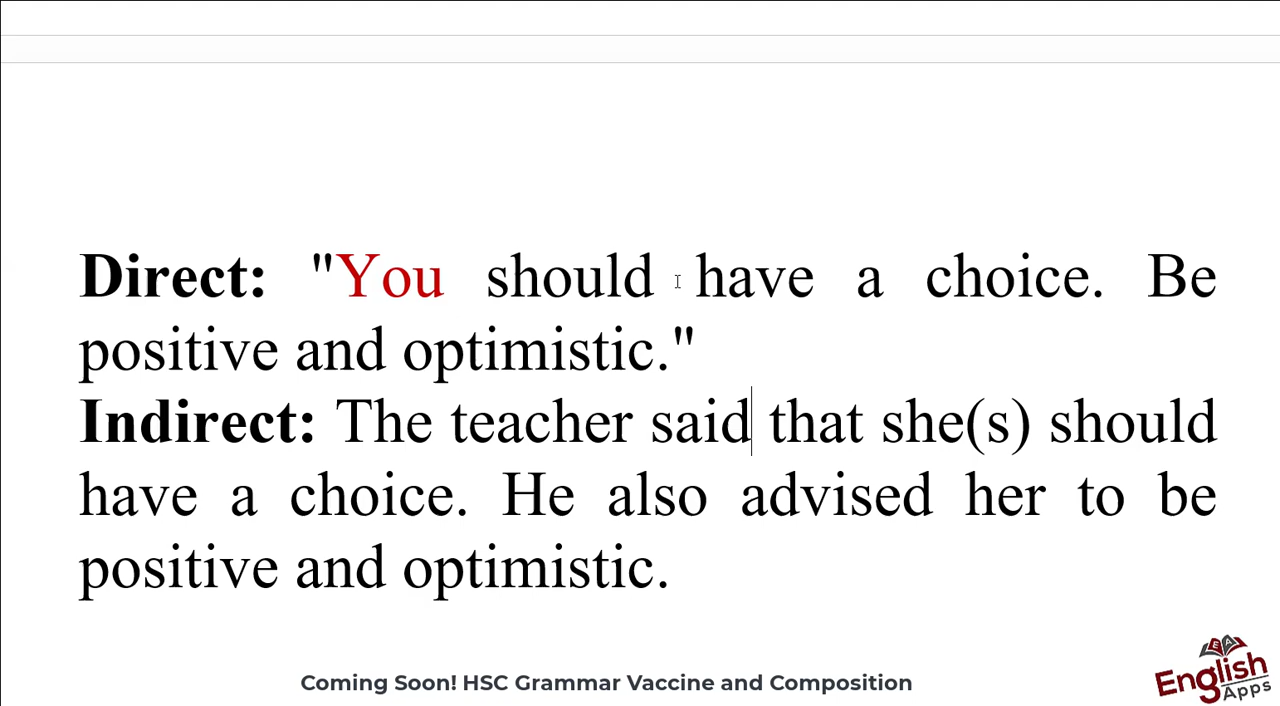 Direct: "You should have a choice. Be
positive and optimistic."
Indirect: The teacher said that she(s) should
have a choice. He also advised her to be
positive and optimistic.
Coming Soon! HSC Grammar Vaccine and Composition
EA
English
Apps